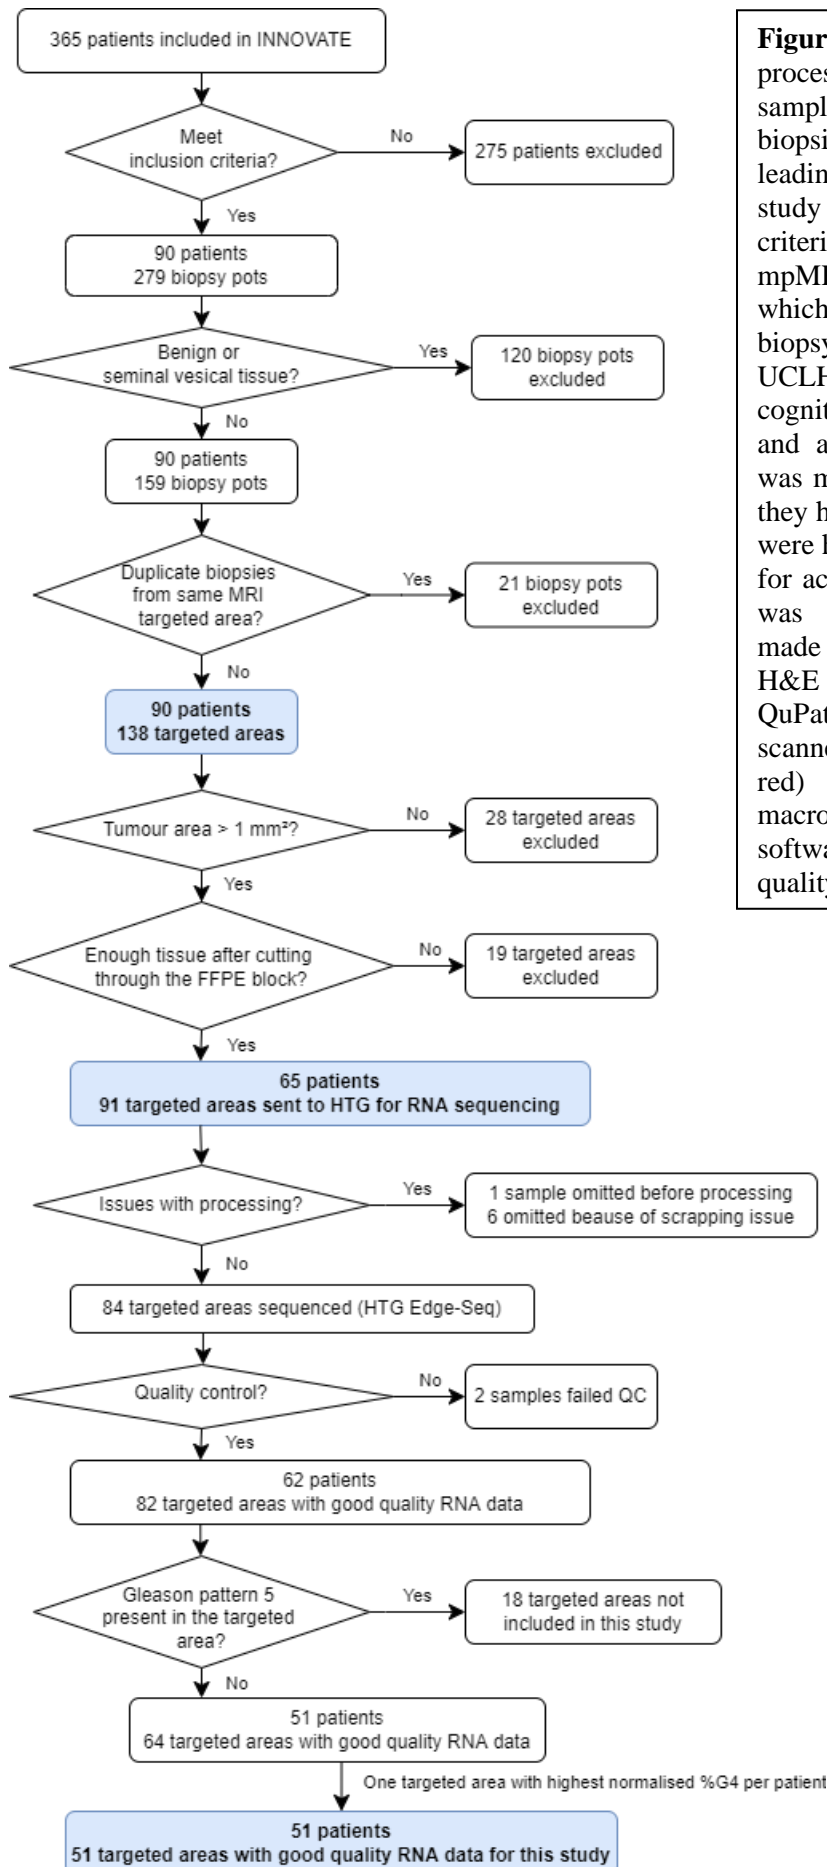 365 patients included in INNOVATE
Meet
inclusion criteria?
No
275 patients excluded
Yes
90 patients
279 biopsy pots
Benign or
seminal vesical tissue?
Yes
120 biopsy pots
excluded
No
90 patients
159 biopsy pots
Duplicate biopsies
from same MRI
targeted area?
Yes
21 biopsy pots
excluded
No
90 patients
138 targeted areas
Tumour area > 1 mm²?
No
28 targeted areas
excluded
Yes
Enough tissue after cutting
through the FFPE block?
No
19 targeted areas
excluded
Yes
65 patients
91 targeted areas sent to HTG for RNA sequencing
Issues with processing?
Yes
1 sample omitted before processing
6 omitted beause of scrapping issue
No
84 targeted areas sequenced (HTG Edge-Seq)
Quality control?
No
2 samples failed QC
Yes
62 patients
82 targeted areas with good quality RNA data
Gleason pattern 5
present in the targeted
area?
Yes
18 targeted areas not
included in this study
No
51 patients
64 targeted areas with good quality RNA data
One targeted area with highest normalised %G4 per patient
51 patients
51 targeted areas with good quality RNA data for this study
Figur
proces
sampl
biopsi
leadin
study
criteri
mpMI
which
biopsy
UCLH
cognit
and a
was m
they h
were h
for ac
was
made
H&E
QuPat
scanne
red)
macro
softwa
quality